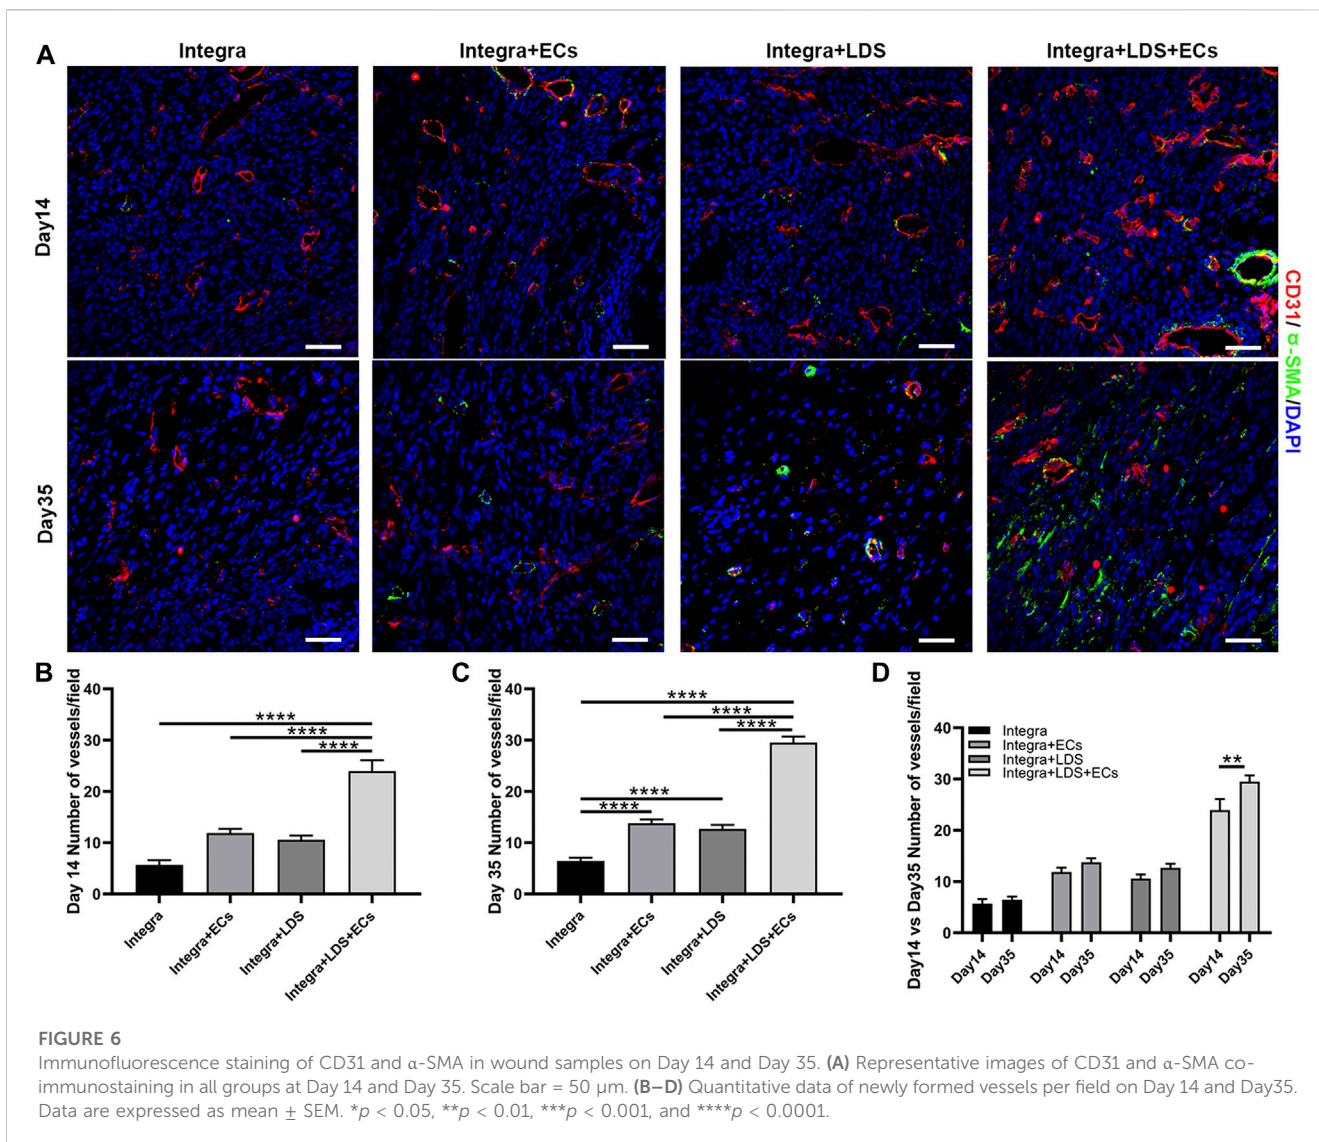 A
Integra
Integra+ECs
Integra+LDS
Integra+LDS+ECs
Day14
Day35
CD31/ α-SMA/DAPI
B
Day 14 Number of vessels/field
40
30
20
10
0
****
****
****
Integra
Integra+ECs
Integra+LDS
Integra+LDS+ECs
C
Day 35 Number of vessels/field
40
30
20
10
0
****
****
****
****
****
Integra
Integra+ECs
Integra+LDS
Integra+LDS+ECs
D
Day14 vs Day35 Number of vessels/field
40
30
20
10
0
Integra
Integra+ECs
Integra+LDS
Integra+LDS+ECs
**
Day14
Day35
Day14
Day35
Day14
Day35
Day14
Day35
FIGURE 6
Immunofluorescence staining of CD31 and α-SMA in wound samples on Day 14 and Day 35. (A) Representative images of CD31 and α-SMA co-
immunostaining in all groups at Day 14 and Day 35. Scale bar = 50 μm. (B–D) Quantitative data of newly formed vessels per field on Day 14 and Day35.
Data are expressed as mean ± SEM. *p < 0.05, **p < 0.01, ***p < 0.001, and ****p < 0.0001.